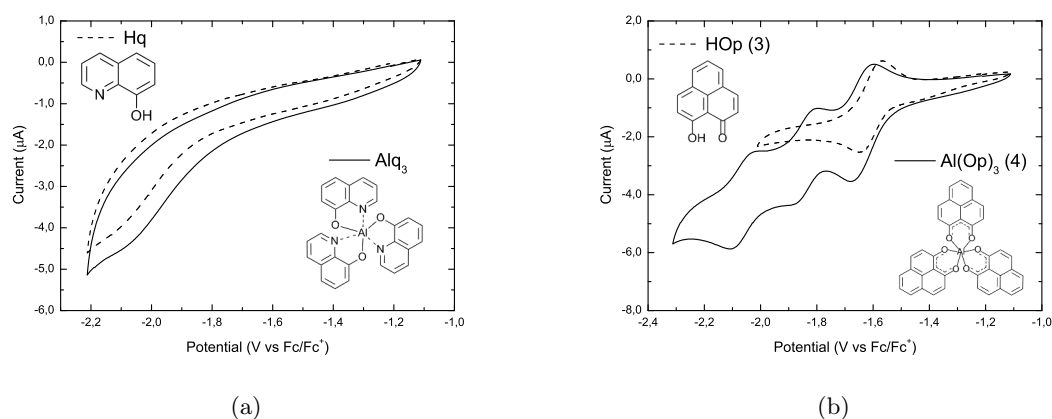 1,0
0,0
-1,0
-2,0
-3,0
-4,0
-5,0
-6,0
Current (μA)
-2,2 -2,0 -1,8 -1,6 -1,4 -1,2 -1,0
Potential (V vs Fc/Fc⁺)
Hq
N
OH
Alq₃
N
O
O
Al
N
N
O
(a)
2,0
0,0
-2,0
-4,0
-6,0
-8,0
Current (μA)
-2,4 -2,2 -2,0 -1,8 -1,6 -1,4 -1,2 -1,0
Potential (V vs Fc/Fc⁺)
HOp (3)
OH O
Al(Op)₃ (4)
O O
O Al O
O O
(b)